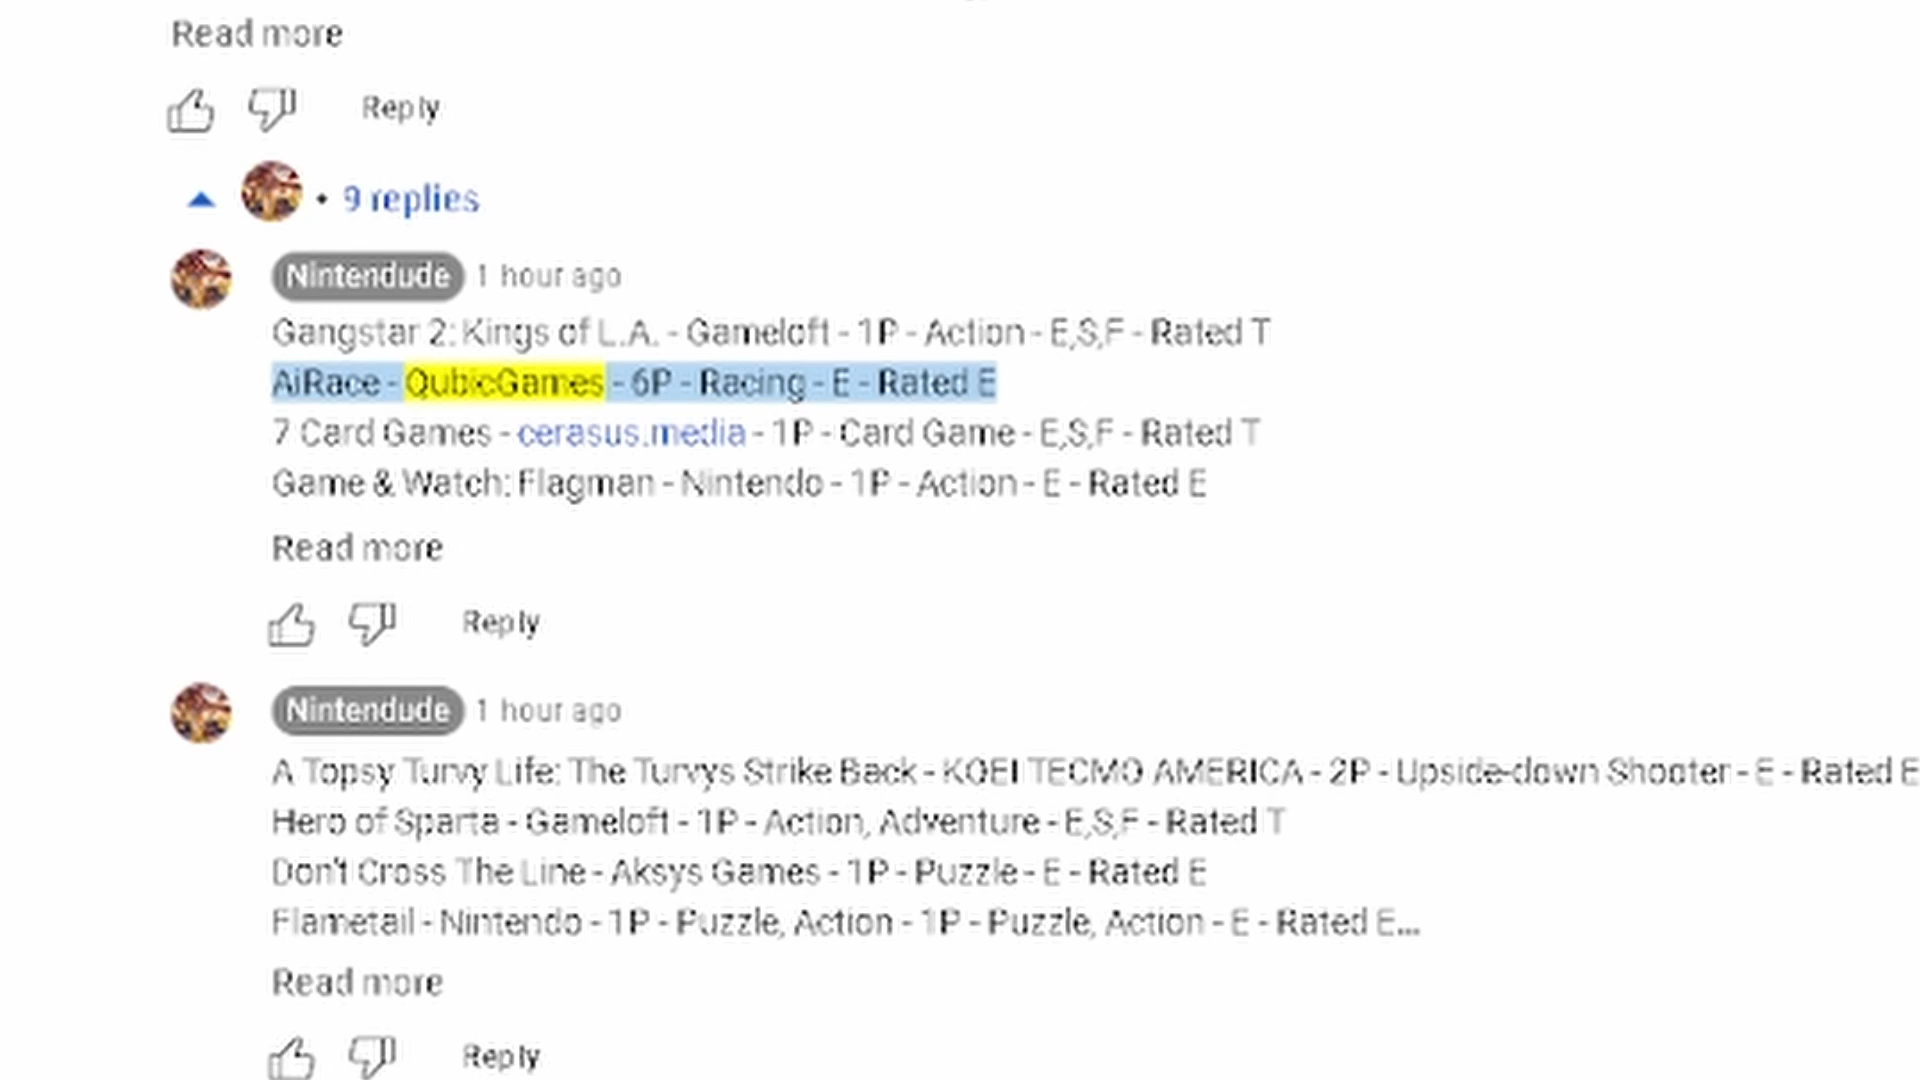 Read more
Reply
• 9 replies
Nintendude 1 hour ago
Gangstar 2: Kings of L.A. - Gameloft - 1P - Action - E,S,F - Rated T
AiRace - QubicGames - 6P - Racing - E - Rated E
7 Card Games - cerasus.media - 1P - Card Game - E,S,F - Rated T
Game & Watch: Flagman - Nintendo - 1P - Action - E - Rated E
Read more
Reply
Nintendude 1 hour ago
A Topsy Turvy Life: The Turvys Strike Back - KOEI TECMO AMERICA - 2P - Upside-down Shooter - E - Rated E
Hero of Sparta - Gameloft - 1P - Action, Adventure - E,S,F - Rated T
Don't Cross The Line - Aksys Games - 1P - Puzzle - E - Rated E
Flametail - Nintendo - 1P - Puzzle, Action - 1P - Puzzle, Action - E - Rated E...
Read more
Reply